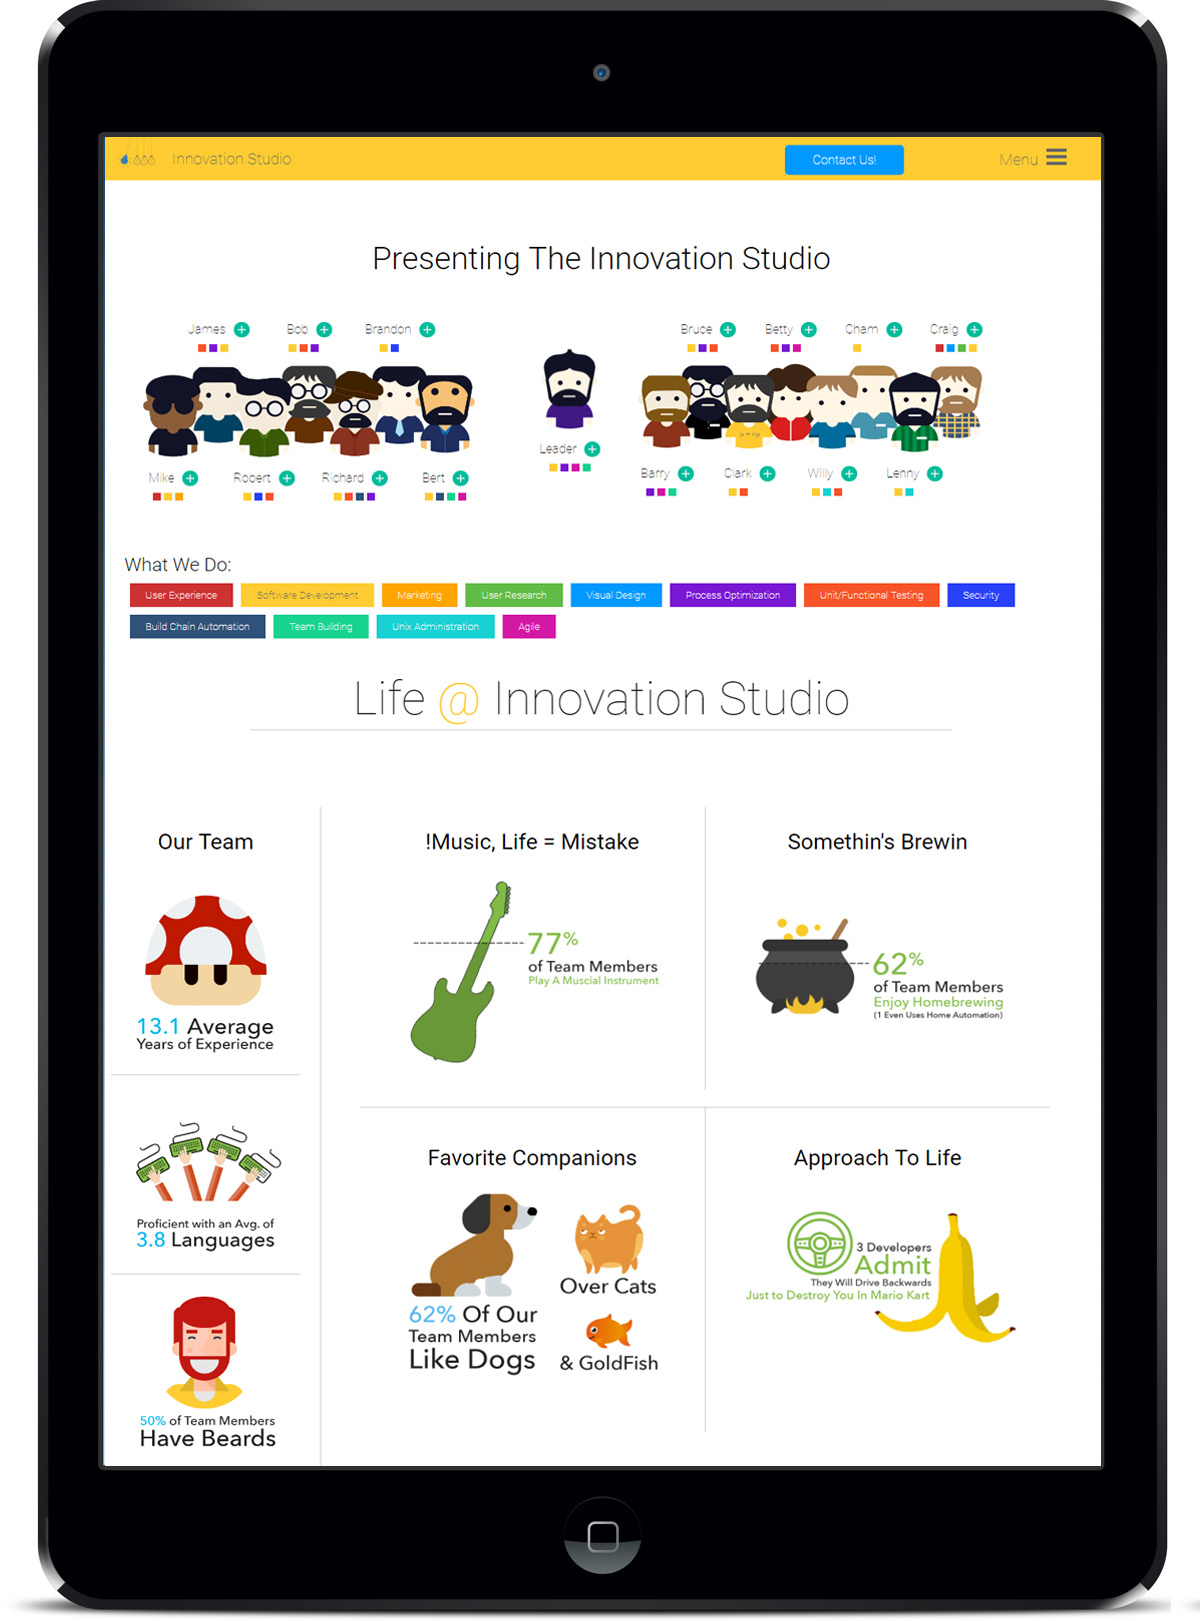 Innovation Studio
Contact Us!
Menu
Presenting The Innovation Studio
James
Bob
Brandon
Bruce
Betty
Cham
Craig
Leader
Mike
Robert
Richard
Bert
Barry
Clark
Willy
Lenny
What We Do:
User Experience
Software Development
Marketing
User Research
Visual Design
Process Optimization
Unit/Functional Testing
Security
Build Chain Automation
Team Building
Unix Administration
Agile
Life @ Innovation Studio
Our Team
13.1 Average
Years of Experience
Proficient with an Avg. of
3.8 Languages
50% of Team Members
Have Beards
!Music, Life = Mistake
77%
of Team Members
Play A Muscial Instrument
Somethin's Brewin
62%
of Team Members
Enjoy Homebrewing
(1 Even Uses Home Automation)
Favorite Companions
62% Of Our
Team Members
Like Dogs
Over Cats
& GoldFish
Approach To Life
3 Developers
Admit
They Will Drive Backwards
Just to Destroy You In Mario Kart